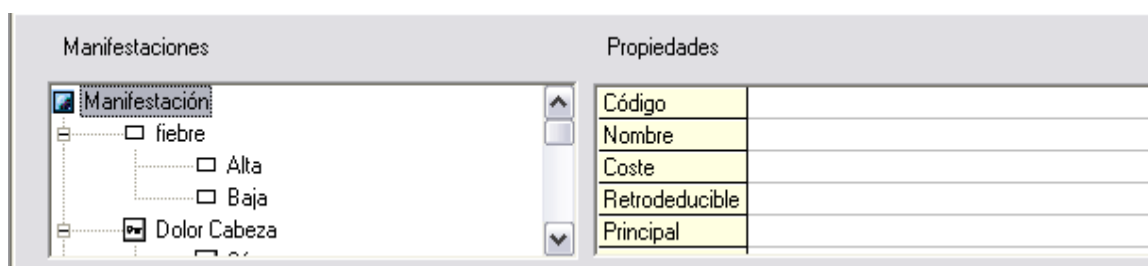 Manifestaciones
Manifestación
fiebre
Alta
Baja
Dolor Cabeza
Propiedades
Código
Nombre
Coste
Retrodeducible
Principal